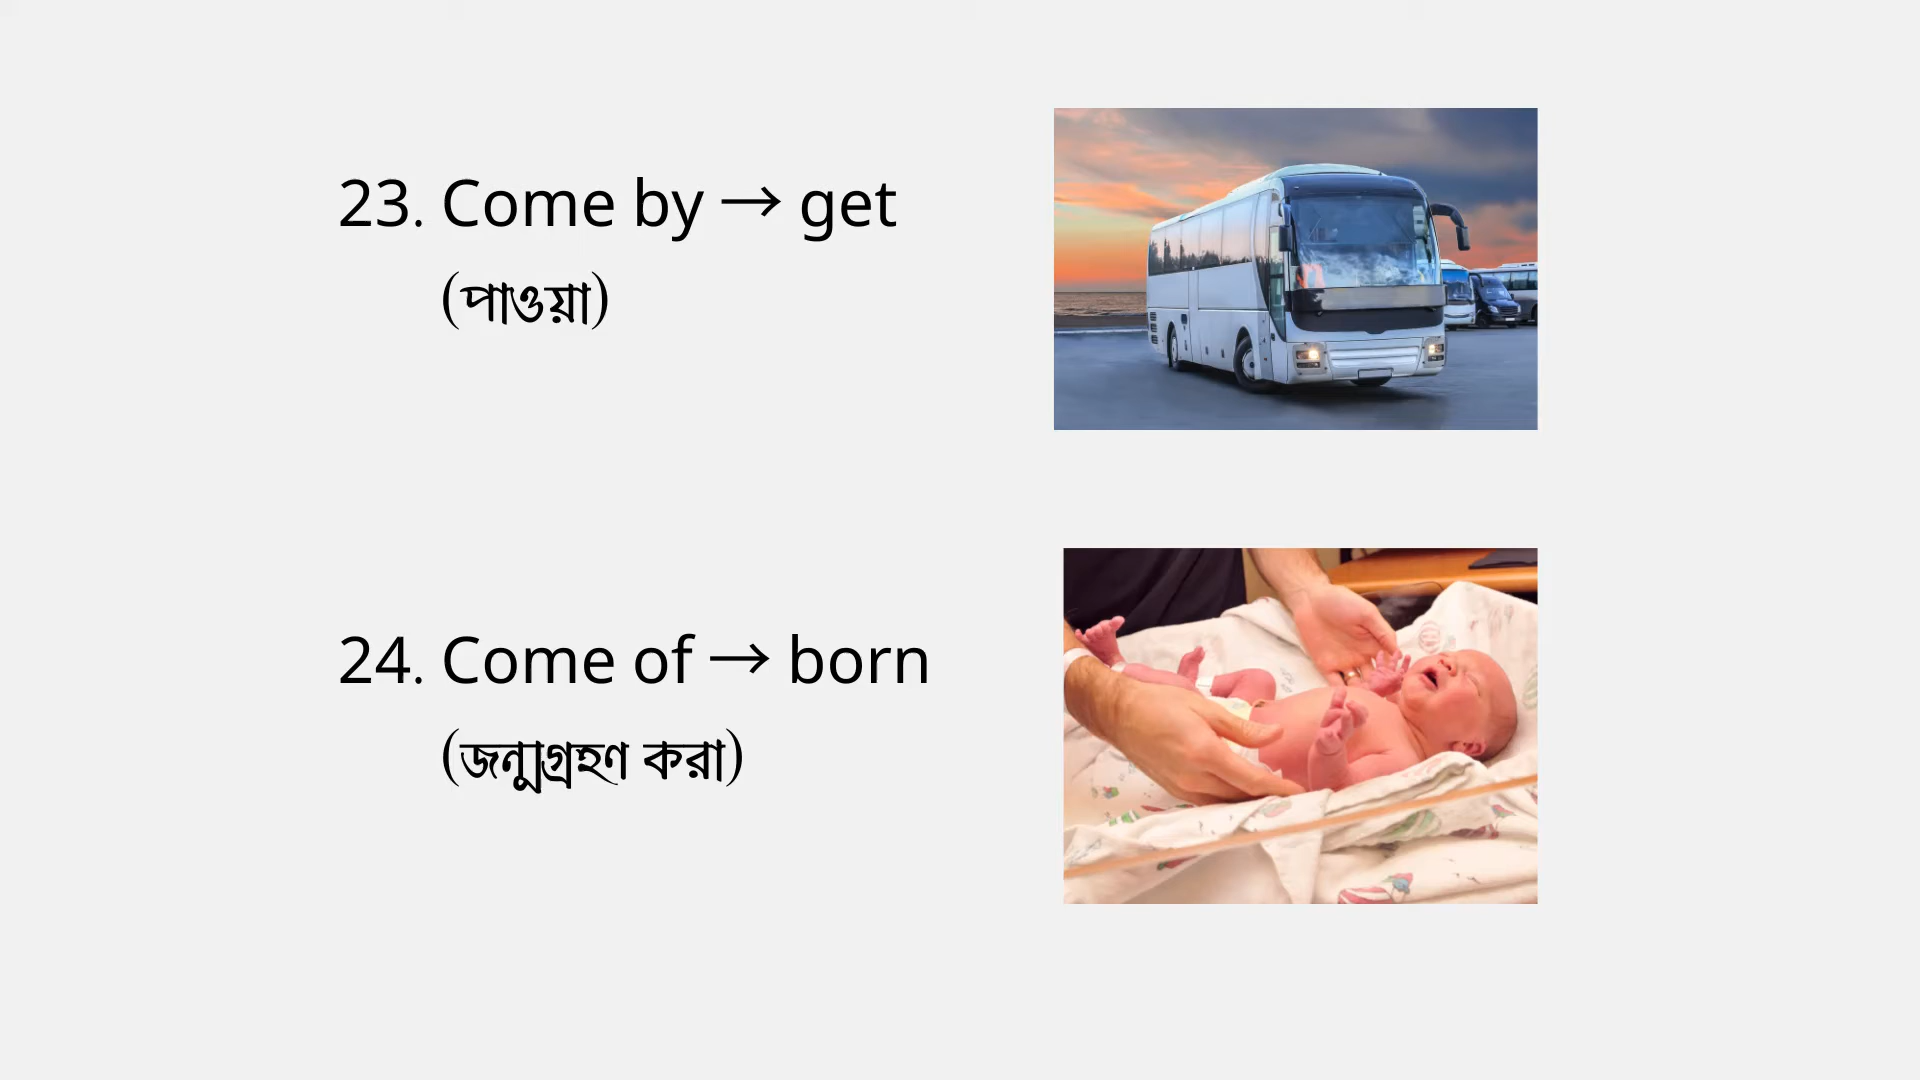 23. Come by → get
(পাওয়া)
24. Come of → born
(জন্মগ্রহণ করা)